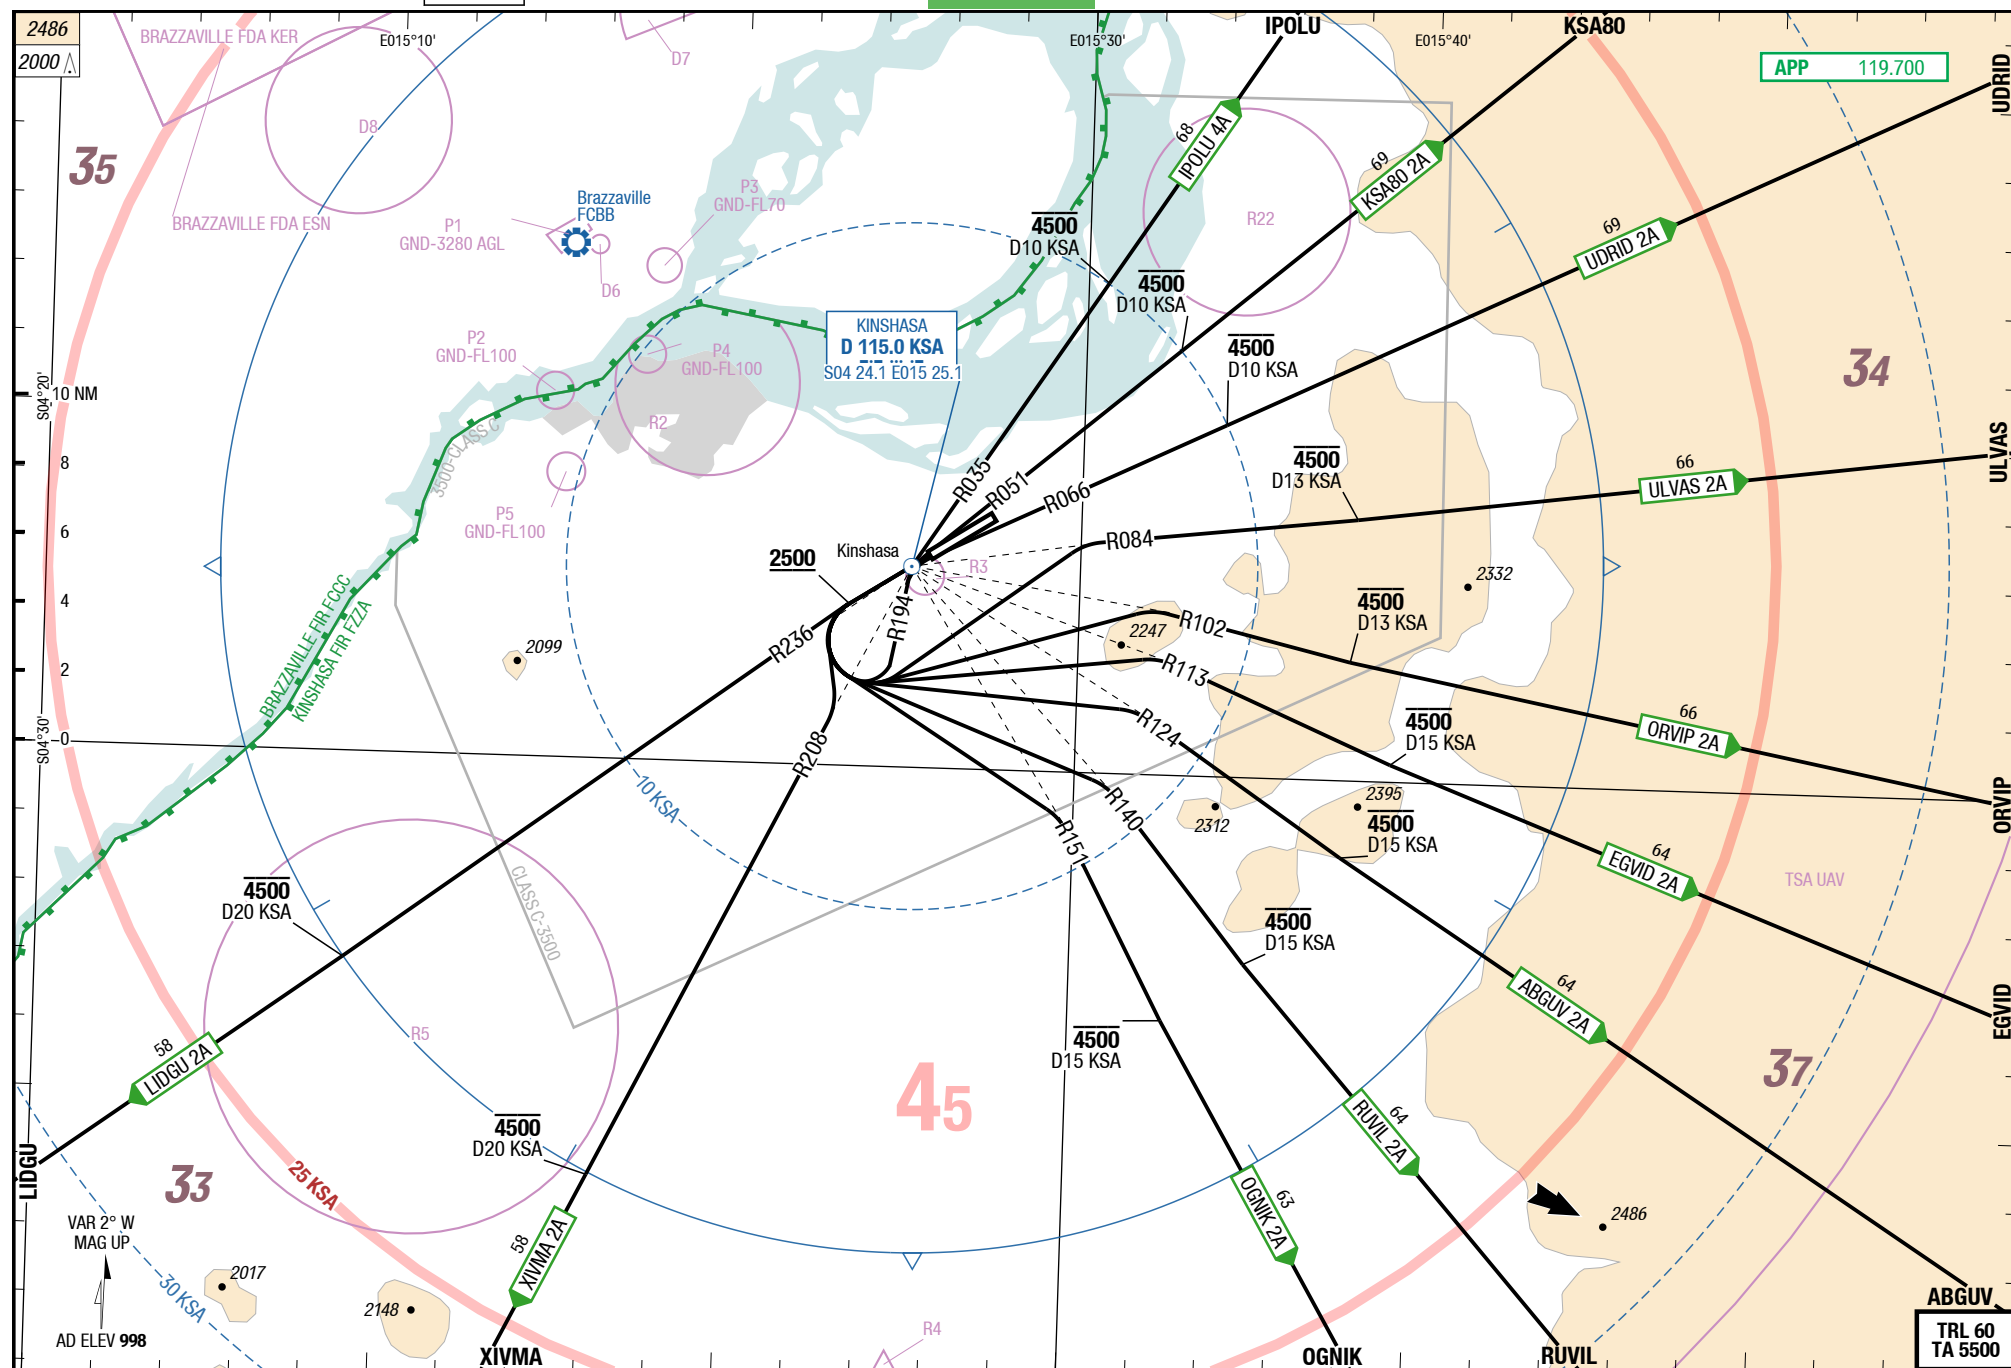 2486
2000
BRAZZAVILLE FDA KER
E015°10'
D7
E015°30'
IPOLU
E015°40'
KSA80
APP 119.700
UDRID
D8
35
BRAZZAVILLE FDA ESN
Brazzaville
FCBB
P1
GND-3280 AGL
D6
P3
GND-FL70
68
IPOLU 4A
69
KSA80 2A
R22
69
UDRID 2A
4500
D10 KSA
4500
D10 KSA
4500
D10 KSA
KINSHASA
D 115.0 KSA
S04 24.1 E015 25.1
P2
GND-FL100
P4
GND-FL100
R2
34
S04°20'
10 NM
8
6
4
2
0
3500-CLASS C
P5
GND-FL100
R035
R051
R066
4500
D13 KSA
66
ULVAS 2A
ULVAS
R084
Kinshasa
2500
R3
R194
R236
2332
4500
D13 KSA
2247
R102
R113
R124
2099
BRAZZAVILLE FIR FCCC
KINSHASA FIR FZZA
S04°30'
R208
10 KSA
4500
D15 KSA
66
ORVIP 2A
ORVIP
R140
R151
2312
2395
4500
D15 KSA
64
EGVID 2A
EGVID
TSA UAV
4500
D20 KSA
CLASS C-3500
4500
D15 KSA
64
ABGUV 2A
R5
4500
D15 KSA
58
LIDGU 2A
LIDGU
45
37
4500
D20 KSA
64
RUVIL 2A
33
25 KSA
63
OGNIK 2A
58
XIVMA 2A
2486
VAR 2° W
MAG UP
2017
30 KSA
2148
AD ELEV 998
R4
XIVMA
OGNIK
RUVIL
ABGUV
TRL 60
TA 5500